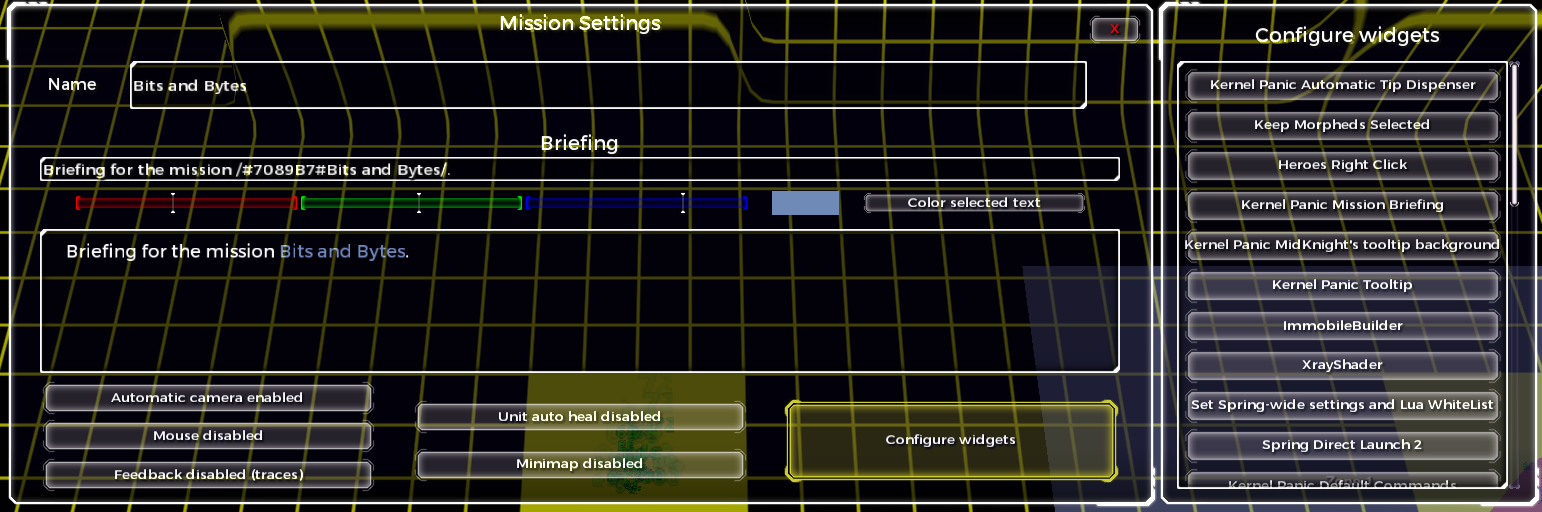 Mission Settings
X
Name
Bits and Bytes
Briefing
Briefing for the mission /#7089B7#Bits and Bytes/.
Color selected text
Briefing for the mission Bits and Bytes.
Automatic camera enabled
Mouse disabled
Feedback disabled (traces)
Unit auto heal disabled
Minimap disabled
Configure widgets
Configure widgets
Kernel Panic Automatic Tip Dispenser
Keep Morpheds Selected
Heroes Right Click
Kernel Panic Mission Briefing
Kernel Panic MidKnight's tooltip background
Kernel Panic Tooltip
ImmobileBuilder
XrayShader
Set Spring-wide settings and Lua WhiteList
Spring Direct Launch 2
Kernel Panic Default Commands